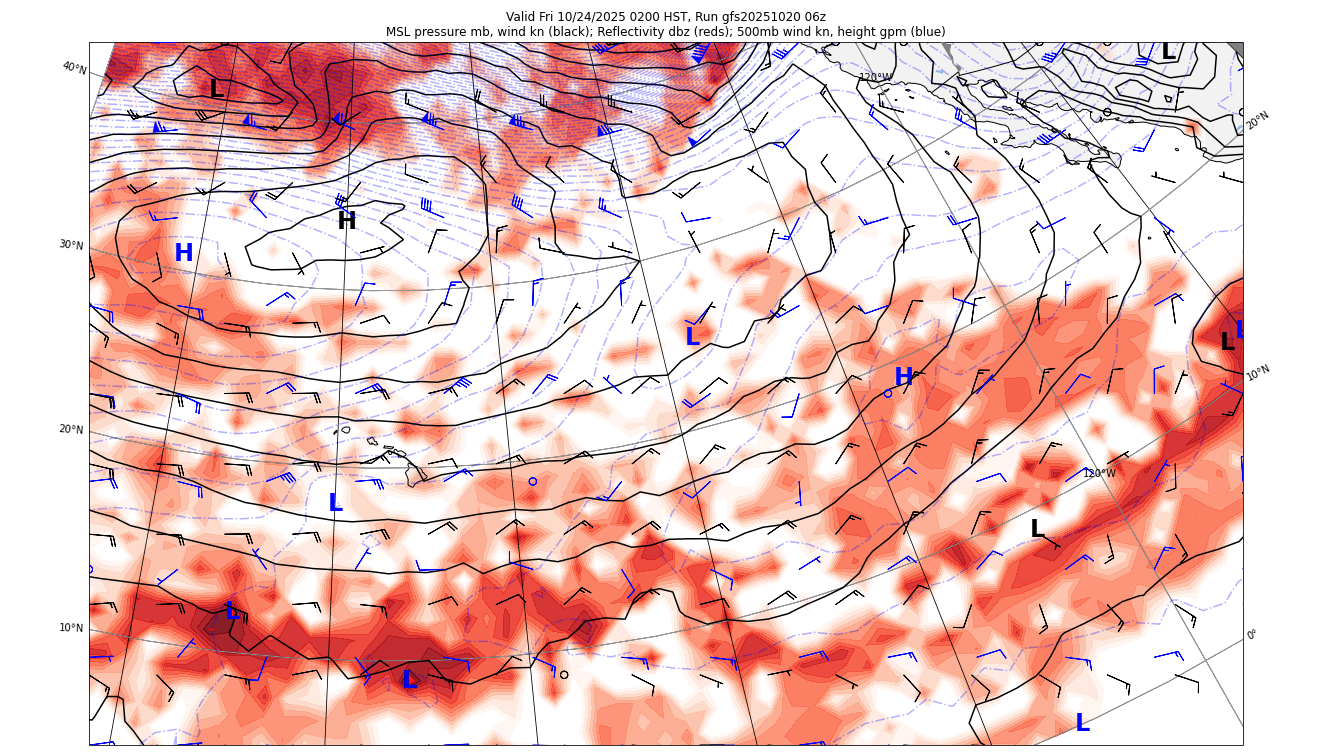 Valid Fri 10/24/2025 0200 HST, Run gfs20251020 06z
MSL pressure mb, wind kn (black); Reflectivity dbz (reds); 500mb wind kn, height gpm (blue)
L
40°N
120°W
L
20°N
H
30°N
H
L
L
L
10°N
H
20°N
120°W
L
L
L
10°N
0°
L
L